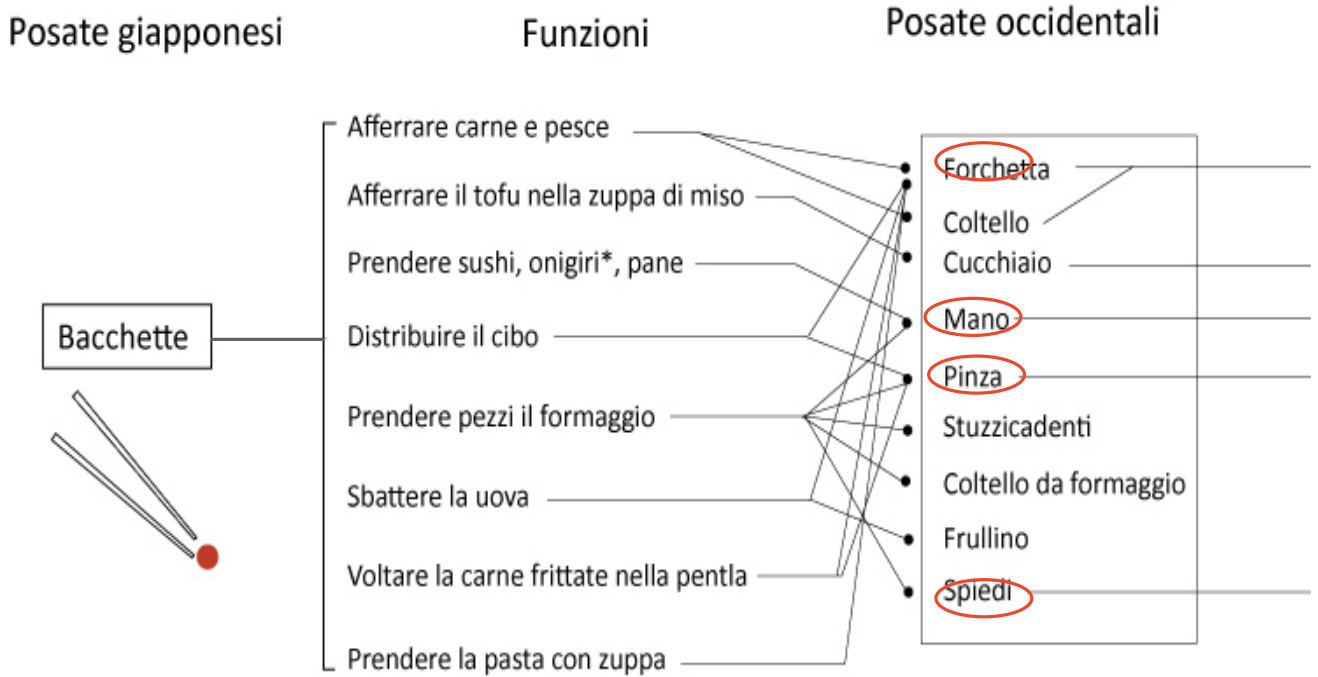 Posate giapponesi
Funzioni
Posate occidentali
Bacchette
Afferrare carne e pesce
Afferrare il tofu nella zuppa di miso
Prendere sushi, onigiri*, pane
Distribuire il cibo
Prendere pezzi il formaggio
Sbattere la uova
Voltare la carne frittate nella pentla
Prendere la pasta con zuppa
Forchetta
Coltello
Cucchiaio
Mano
Pinza
Stuzzicadenti
Coltello da formaggio
Frullino
Spiedi